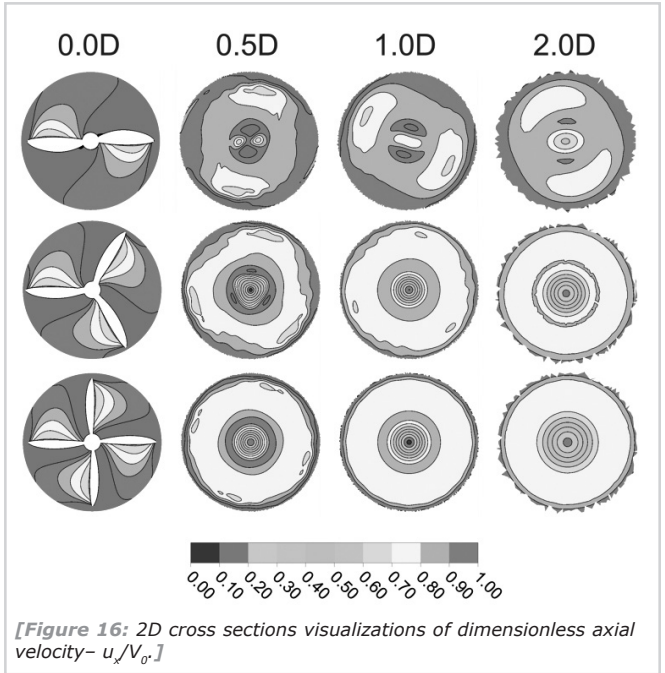 0.0D 0.5D 1.0D 2.0D
0.00 0.10 0.20 0.30 0.40 0.50 0.60 0.70 0.80 0.90 1.00
[Figure 16: 2D cross sections visualizations of dimensionless axial
velocity– uₓ/V₀.]